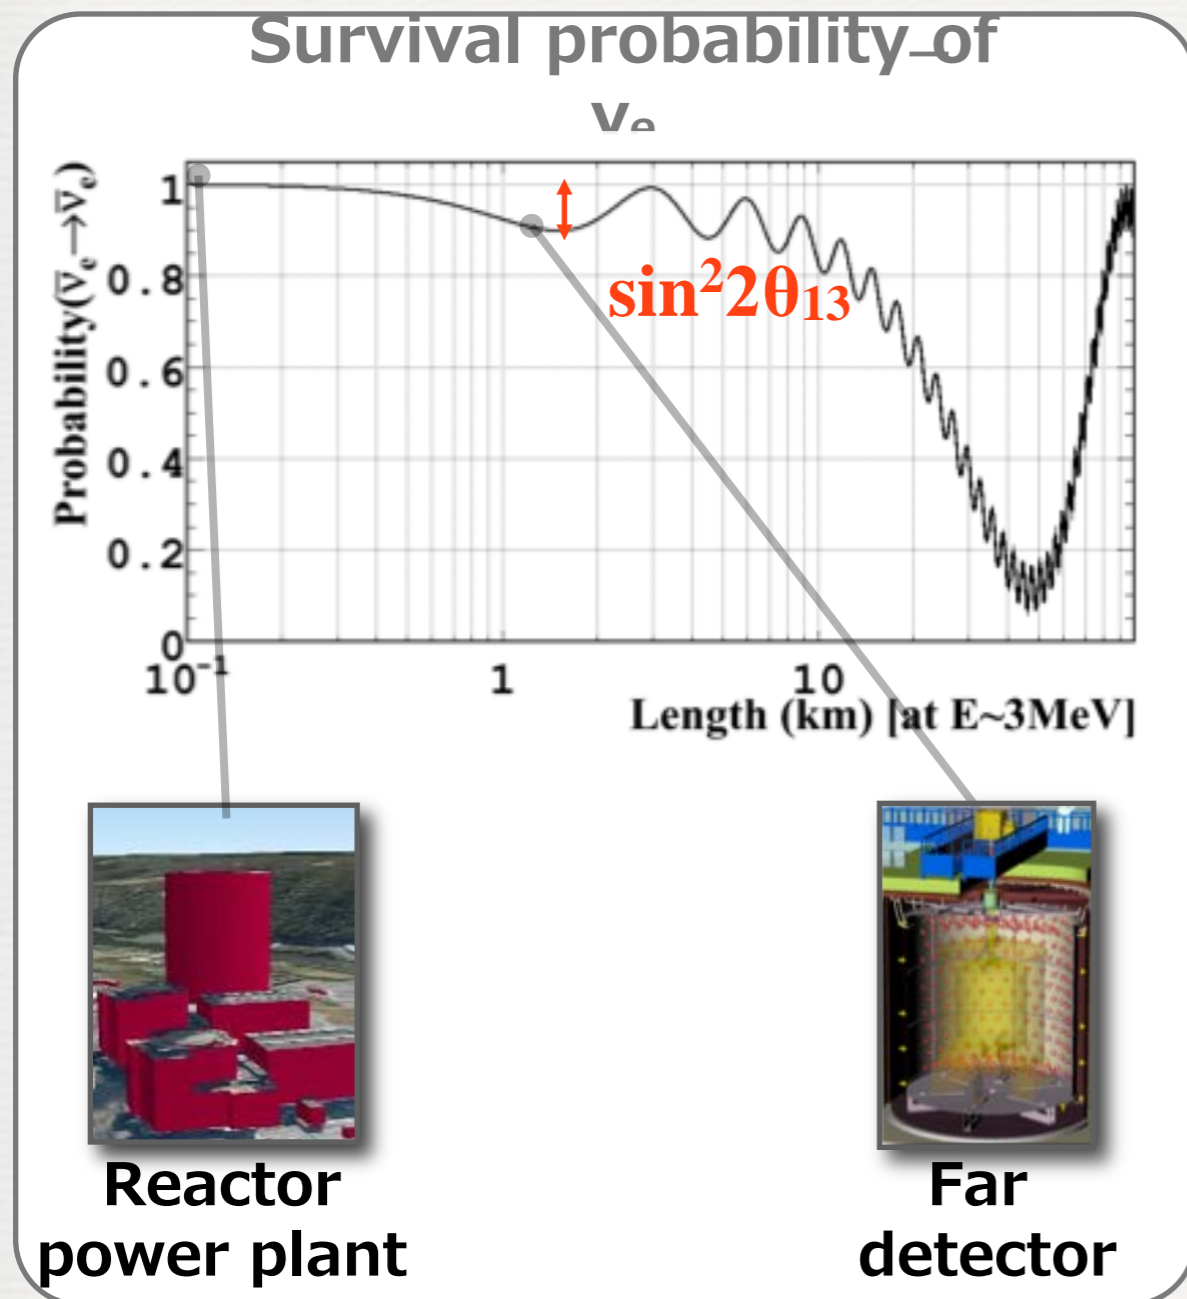 Survival probability of
ν̅e
Probability(ν̅e→ν̅e)
1
0.8
0.6
0.4
0.2
0
sin²2θ₁₃
10⁻¹ 1 10
Length (km) [at E~3MeV]
Reactor
power plant
Far
detector